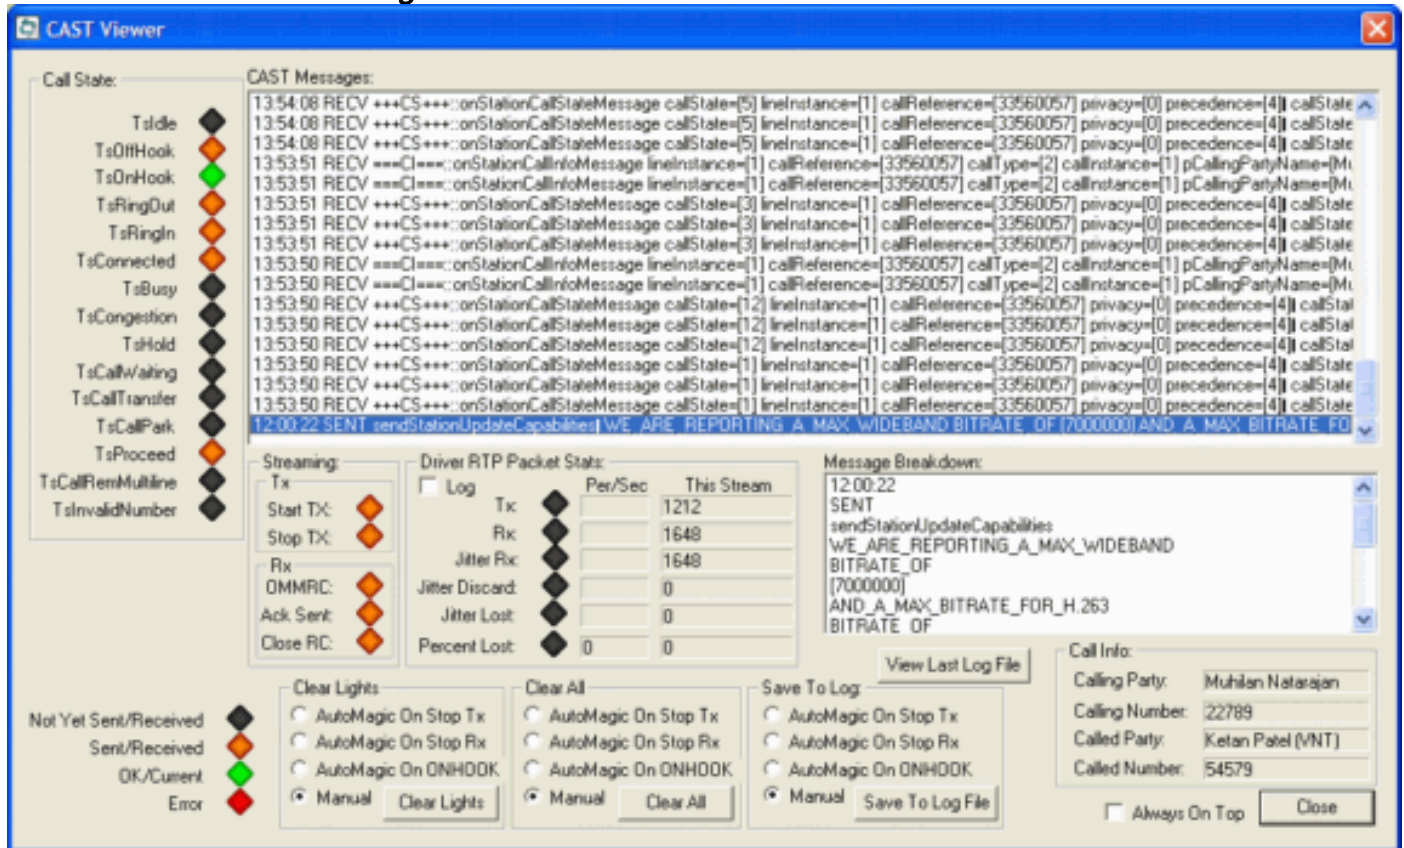 CAST Viewer
Call State:
TsIdle
TsOffHook
TsOnHook
TsRingOut
TsRingIn
TsConnected
TsBusy
TsCongestion
TsHold
TsCallWaiting
TsCallTransfer
TsCallPark
TsProceed
TsCallRemMultiline
TsInvalidNumber
CAST Messages:
13:54:08 RECV +++CS+++::onStationCallStateMessage callState=[5] lineInstance=[1] callReference=[33560057] privacy=[0] precedence=[4]| callState
13:54:08 RECV +++CS+++::onStationCallStateMessage callState=[5] lineInstance=[1] callReference=[33560057] privacy=[0] precedence=[4]| callState
13:54:08 RECV +++CS+++::onStationCallStateMessage callState=[5] lineInstance=[1] callReference=[33560057] privacy=[0] precedence=[4]| callState
13:53:51 RECV ===CI===::onStationCallInfoMessage lineInstance=[1] callReference=[33560057] callType=[2] callInstance=[1] pCallingPartyName=[Mu
13:53:51 RECV ===CI===::onStationCallInfoMessage lineInstance=[1] callReference=[33560057] callType=[2] callInstance=[1] pCallingPartyName=[Mu
13:53:51 RECV +++CS+++::onStationCallStateMessage callState=[3] lineInstance=[1] callReference=[33560057] privacy=[0] precedence=[4]| callState
13:53:51 RECV +++CS+++::onStationCallStateMessage callState=[3] lineInstance=[1] callReference=[33560057] privacy=[0] precedence=[4]| callState
13:53:51 RECV +++CS+++::onStationCallStateMessage callState=[3] lineInstance=[1] callReference=[33560057] privacy=[0] precedence=[4]| callState
13:53:50 RECV ===CI===::onStationCallInfoMessage lineInstance=[1] callReference=[33560057] callType=[2] callInstance=[1] pCallingPartyName=[Mu
13:53:50 RECV ===CI===::onStationCallInfoMessage lineInstance=[1] callReference=[33560057] callType=[2] callInstance=[1] pCallingPartyName=[Mu
13:53:50 RECV +++CS+++::onStationCallStateMessage callState=[12] lineInstance=[1] callReference=[33560057] privacy=[0] precedence=[4]| callStat
13:53:50 RECV +++CS+++::onStationCallStateMessage callState=[12] lineInstance=[1] callReference=[33560057] privacy=[0] precedence=[4]| callStat
13:53:50 RECV +++CS+++::onStationCallStateMessage callState=[12] lineInstance=[1] callReference=[33560057] privacy=[0] precedence=[4]| callStat
13:53:50 RECV +++CS+++::onStationCallStateMessage callState=[1] lineInstance=[1] callReference=[33560057] privacy=[0] precedence=[4]| callState
13:53:50 RECV +++CS+++::onStationCallStateMessage callState=[1] lineInstance=[1] callReference=[33560057] privacy=[0] precedence=[4]| callState
13:53:50 RECV +++CS+++::onStationCallStateMessage callState=[1] lineInstance=[1] callReference=[33560057] privacy=[0] precedence=[4]| callState
12:00:22 SENT sendStationUpdateCapabilities| WE_ARE_REPORTING_A_MAX_WIDEBAND BITRATE_OF [7000000] AND_A_MAX_BITRATE_FO
Streaming:
Tx
Start TX:
Stop TX:
Rx
OMMRC:
Ack Sent:
Close RC:
Driver RTP Packet Stats:
Log Per/Sec This Stream
Tx: 1212
Rx: 1648
Jitter Rx: 1648
Jitter Discard: 0
Jitter Lost: 0
Percent Lost: 0 0
Message Breakdown:
12:00:22
SENT
sendStationUpdateCapabilities
WE_ARE_REPORTING_A_MAX_WIDEBAND
BITRATE_OF
[7000000]
AND_A_MAX_BITRATE_FOR_H.263
BITRATE_OF
View Last Log File
Not Yet Sent/Received
Sent/Received
OK/Current
Error
Clear Lights
AutoMagic On Stop Tx
AutoMagic On Stop Rx
AutoMagic On ONHOOK
Manual Clear Lights
Clear All
AutoMagic On Stop Tx
AutoMagic On Stop Rx
AutoMagic On ONHOOK
Manual Clear All
Save To Log:
AutoMagic On Stop Tx
AutoMagic On Stop Rx
AutoMagic On ONHOOK
Manual Save To Log File
Call Info:
Calling Party: Muhilan Natarajan
Calling Number: 22789
Called Party: Ketan Patel (VNT)
Called Number: 54579
Always On Top Close